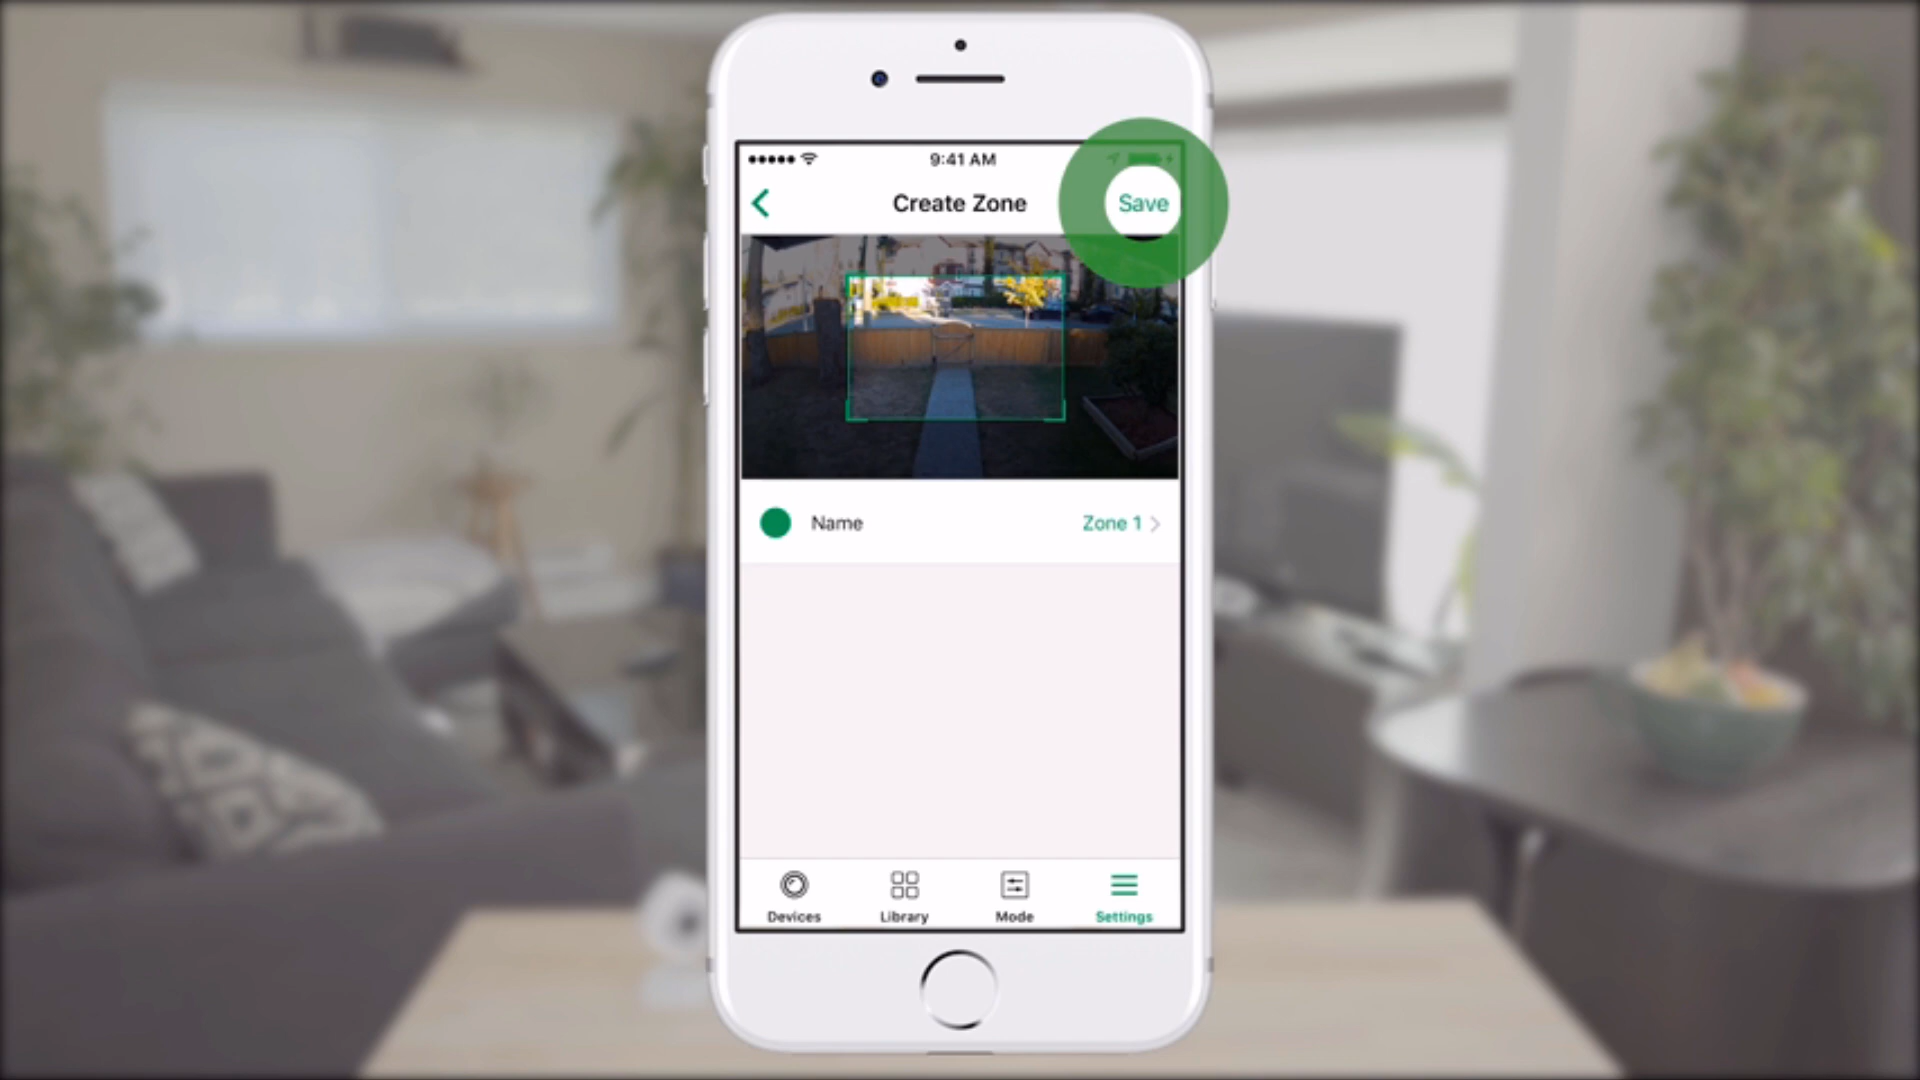 9:41 AM
Create Zone
Save
Name
Zone 1
Devices
Library
Mode
Settings